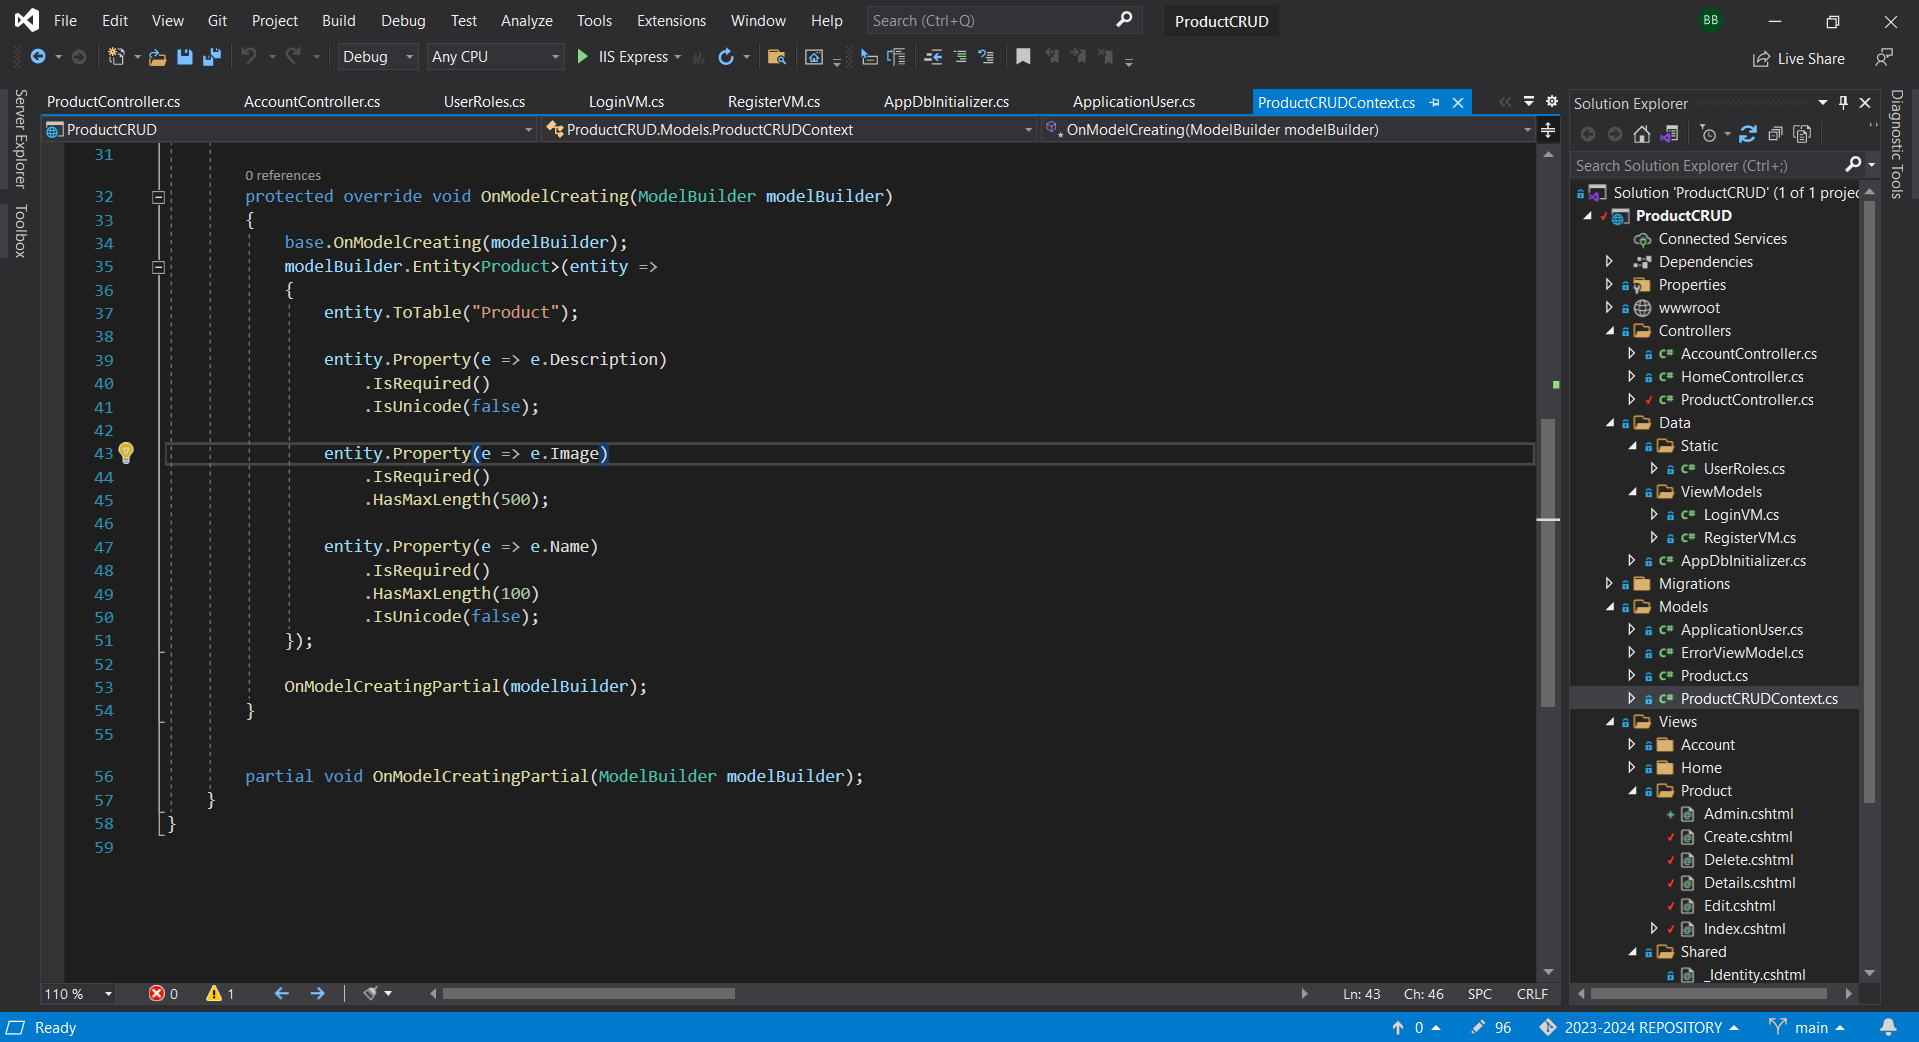 File Edit View Git Project Build Debug Test Analyze Tools Extensions Window Help Search (Ctrl+Q) ProductCRUD BB
Debug Any CPU IIS Express Live Share
Server Explorer
Toolbox
ProductController.cs AccountController.cs UserRoles.cs LoginVM.cs RegisterVM.cs AppDbInitializer.cs ApplicationUser.cs ProductCRUDContext.cs
ProductCRUD ProductCRUD.Models.ProductCRUDContext OnModelCreating(ModelBuilder modelBuilder)
31
0 references
32 protected override void OnModelCreating(ModelBuilder modelBuilder)
33 {
34 base.OnModelCreating(modelBuilder);
35 modelBuilder.Entity<Product>(entity =>
36 {
37 entity.ToTable("Product");
38
39 entity.Property(e => e.Description)
40 .IsRequired()
41 .IsUnicode(false);
42
43 entity.Property(e => e.Image)
44 .IsRequired()
45 .HasMaxLength(500);
46
47 entity.Property(e => e.Name)
48 .IsRequired()
49 .HasMaxLength(100)
50 .IsUnicode(false);
51 });
52
53 OnModelCreatingPartial(modelBuilder);
54 }
55
56 partial void OnModelCreatingPartial(ModelBuilder modelBuilder);
57 }
58 }
59
110 % 0 1 Ln: 43 Ch: 46 SPC CRLF
Solution Explorer
Search Solution Explorer (Ctrl+;)
Solution 'ProductCRUD' (1 of 1 projec
ProductCRUD
Connected Services
Dependencies
Properties
wwwroot
Controllers
C# AccountController.cs
C# HomeController.cs
C# ProductController.cs
Data
Static
C# UserRoles.cs
ViewModels
C# LoginVM.cs
C# RegisterVM.cs
C# AppDbInitializer.cs
Migrations
Models
C# ApplicationUser.cs
C# ErrorViewModel.cs
C# Product.cs
C# ProductCRUDContext.cs
Views
Account
Home
Product
Admin.cshtml
Create.cshtml
Delete.cshtml
Details.cshtml
Edit.cshtml
Index.cshtml
Shared
_Identity.cshtml
Diagnostic Tools
Ready 0 96 2023-2024 REPOSITORY main